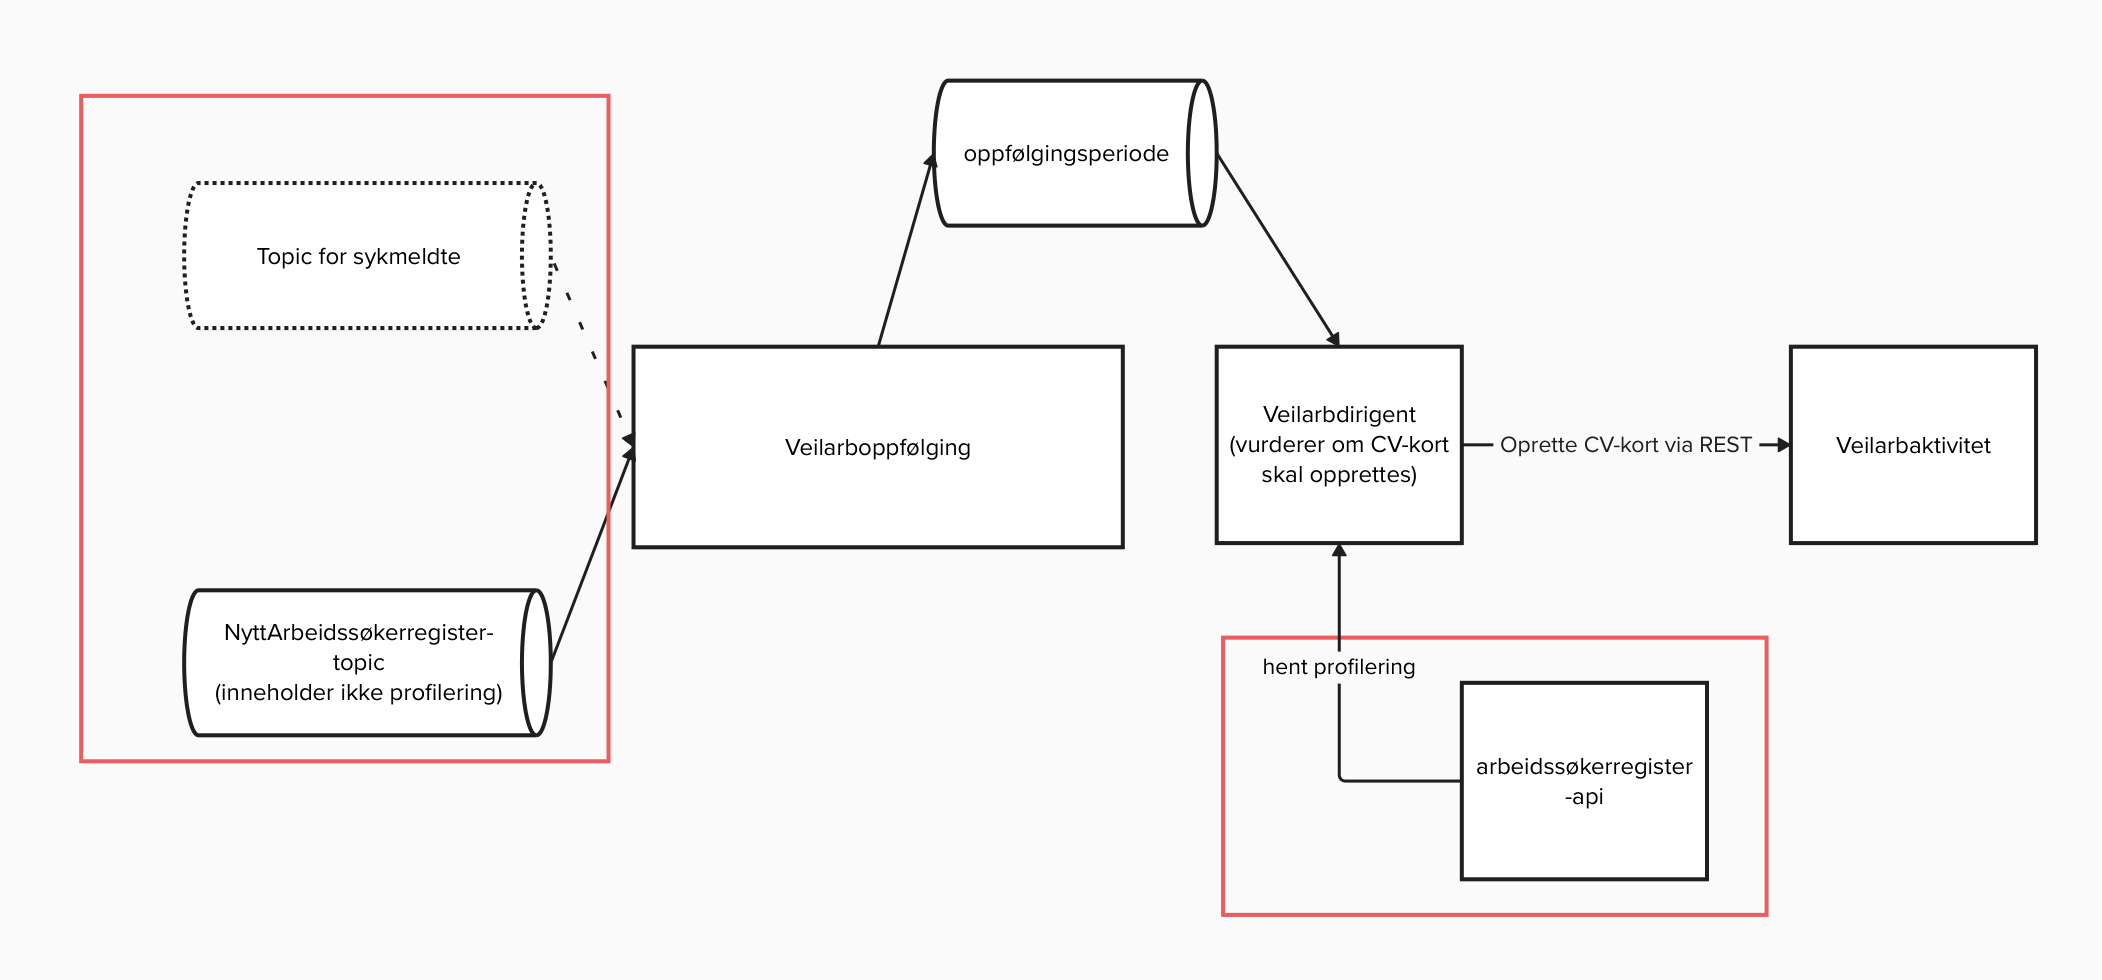 oppfølgingsperiode
Topic for sykmeldte
Veilarboppfølging
Veilarbdirigent
(vurderer om CV-kort
skal opprettes)
Oprette CV-kort via REST
Veilarbaktivitet
NyttArbeidssøkerregister-
topic
(inneholder ikke profilering)
hent profilering
arbeidssøkerregister
-api